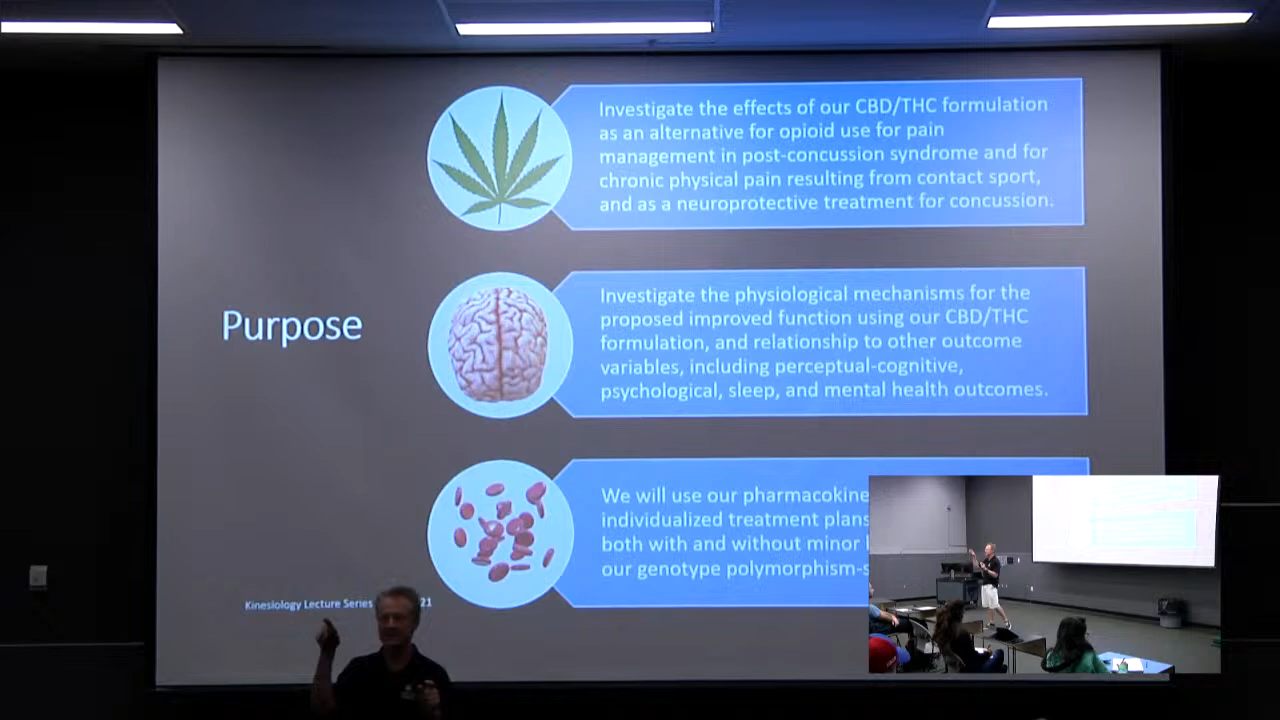 Investigate the effects of our CBD/THC formulation
as an alternative for opioid use for pain
management in post-concussion syndrome and for
chronic physical pain resulting from contact sport,
and as a neuroprotective treatment for concussion.
Purpose
Investigate the physiological mechanisms for the
proposed improved function using our CBD/THC
formulation, and relationship to other outcome
variables, including perceptual-cognitive,
psychological, sleep, and mental health outcomes.
We will use our
individualized treatment plans
both with and without minor
our genotype
Kinesiology Lecture Series